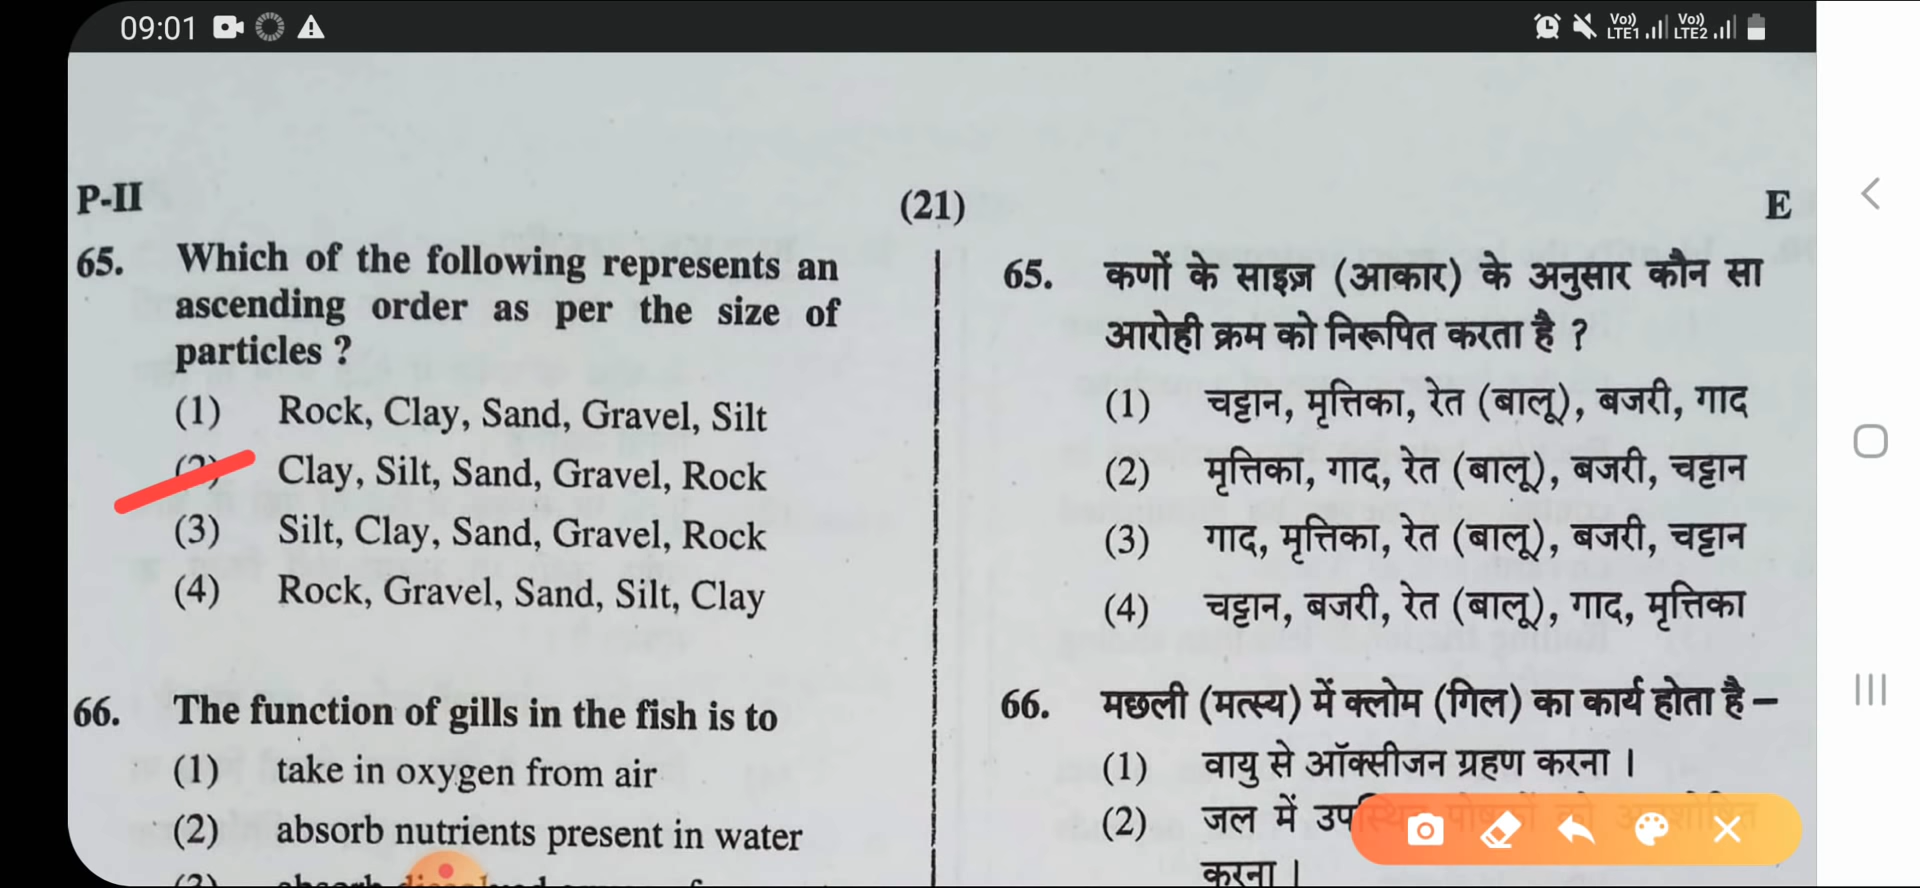 09:01
Vo)) LTE1 Vo)) LTE2
P-II (21) E
65. Which of the following represents an
ascending order as per the size of
particles ?
(1) Rock, Clay, Sand, Gravel, Silt
(2) Clay, Silt, Sand, Gravel, Rock
(3) Silt, Clay, Sand, Gravel, Rock
(4) Rock, Gravel, Sand, Silt, Clay
66. The function of gills in the fish is to
(1) take in oxygen from air
(2) absorb nutrients present in water
65. कणों के साइज़ (आकार) के अनुसार कौन सा
आरोही क्रम को निरूपित करता है ?
(1) चट्टान, मृत्तिका, रेत (बालू), बजरी, गाद
(2) मृत्तिका, गाद, रेत (बालू), बजरी, चट्टान
(3) गाद, मृत्तिका, रेत (बालू), बजरी, चट्टान
(4) चट्टान, बजरी, रेत (बालू), गाद, मृत्तिका
66. मछली (मत्स्य) में क्लोम (गिल) का कार्य होता है –
(1) वायु से ऑक्सीजन ग्रहण करना ।
(2) जल में उपस्थित पोषकों को अवशोषित
करना ।